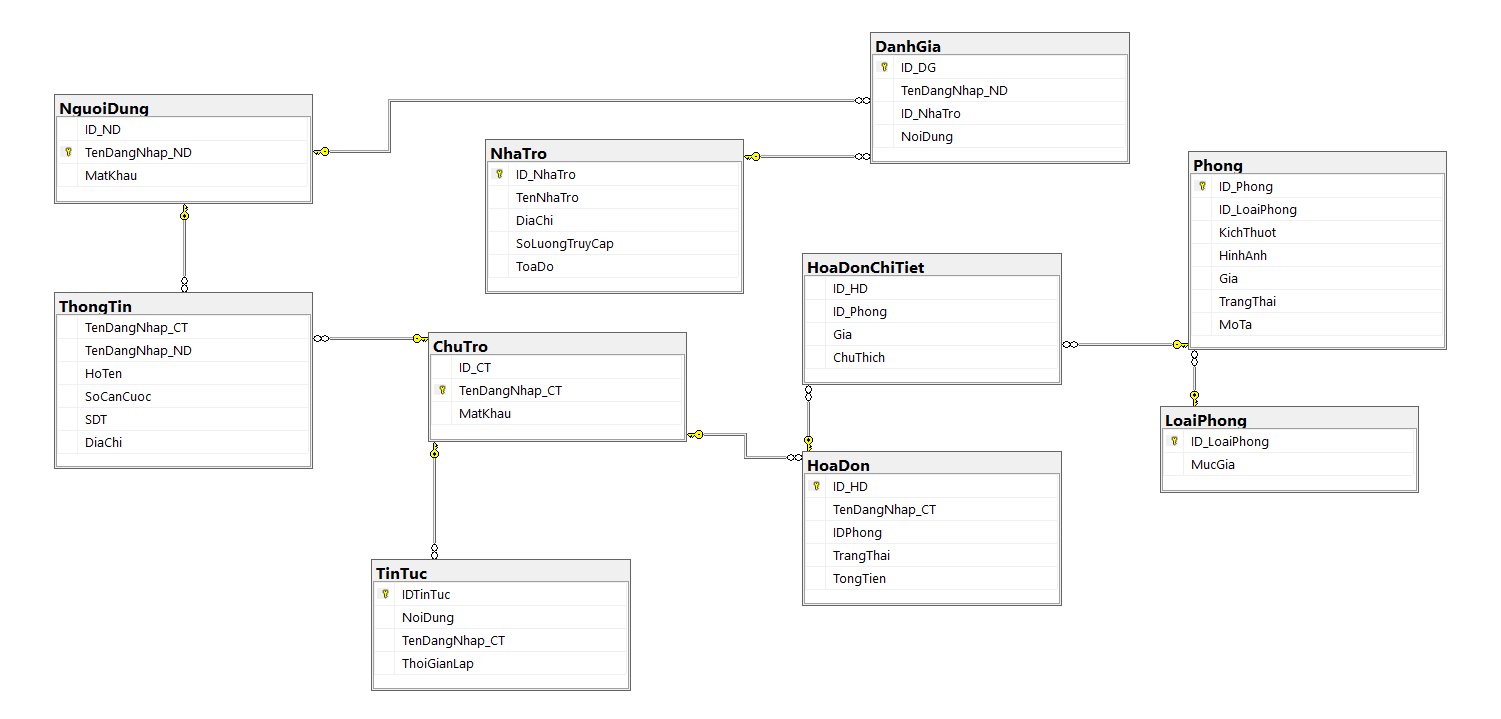 DanhGia
ID_DG
TenDangNhap_ND
ID_NhaTro
NoiDung
NguoiDung
ID_ND
TenDangNhap_ND
MatKhau
NhaTro
ID_NhaTro
TenNhaTro
DiaChi
SoLuongTruyCap
ToaDo
Phong
ID_Phong
ID_LoaiPhong
KichThuot
HinhAnh
Gia
TrangThai
MoTa
HoaDonChiTiet
ID_HD
ID_Phong
Gia
ChuThich
ThongTin
TenDangNhap_CT
TenDangNhap_ND
HoTen
SoCanCuoc
SDT
DiaChi
ChuTro
ID_CT
TenDangNhap_CT
MatKhau
LoaiPhong
ID_LoaiPhong
MucGia
HoaDon
ID_HD
TenDangNhap_CT
IDPhong
TrangThai
TongTien
TinTuc
IDTinTuc
NoiDung
TenDangNhap_CT
ThoiGianLap